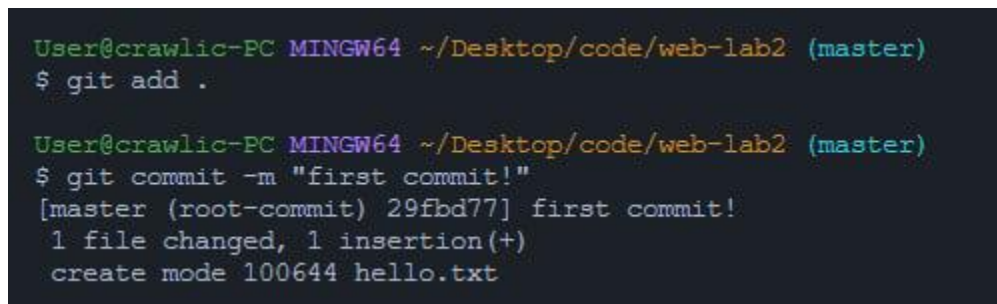 User@crawlic-PC MINGW64 ~/Desktop/code/web-lab2 (master)
$ git add .
User@crawlic-PC MINGW64 ~/Desktop/code/web-lab2 (master)
$ git commit -m "first commit!"
[master (root-commit) 29fbd77] first commit!
1 file changed, 1 insertion(+)
create mode 100644 hello.txt